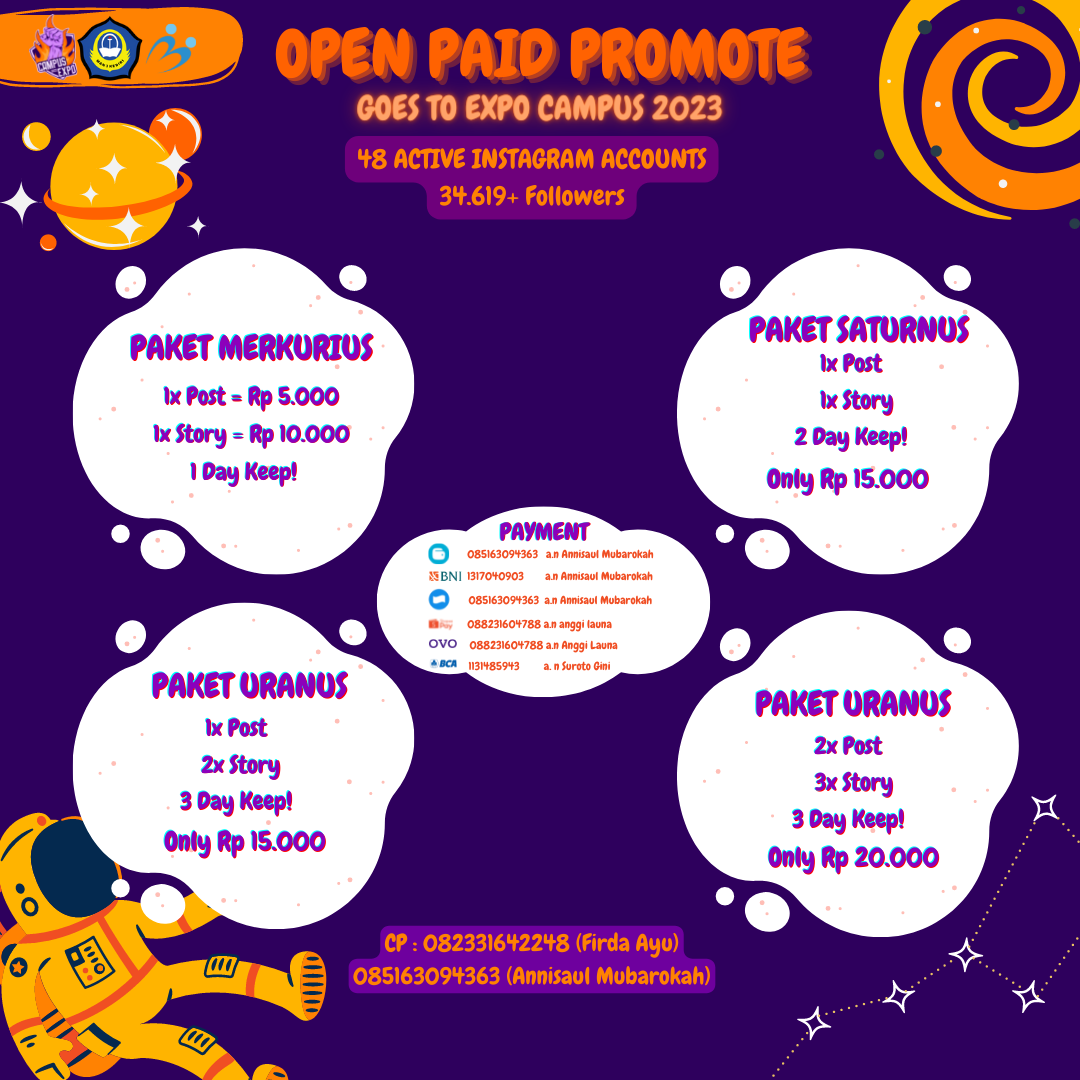 CAMPUS
EXPO
OPEN PAID PROMOTE
GOES TO EXPO CAMPUS 2023
48 ACTIVE INSTAGRAM ACCOUNTS
34.619+ Followers
PAKET MERKURIUS
1x Post = Rp 5.000
1x Story = Rp 10.000
1 Day Keep!
PAKET SATURNUS
1x Post
1x Story
2 Day Keep!
Only Rp 15.000
PAYMENT
085163094363 a.n Annisaul Mubarokah
BNI 1317040903 a.n Annisaul Mubarokah
085163094363 a.n Annisaul Mubarokah
Pay 088231604788 a.n anggi launa
OVO 088231604788 a.n Anggi Launa
BCA 1131485943 a. n Suroto Gini
PAKET URANUS
1x Post
2x Story
3 Day Keep!
Only Rp 15.000
PAKET URANUS
2x Post
3x Story
3 Day Keep!
Only Rp 20.000
CP : 082331642248 (Firda Ayu)
085163094363 (Annisaul Mubarokah)